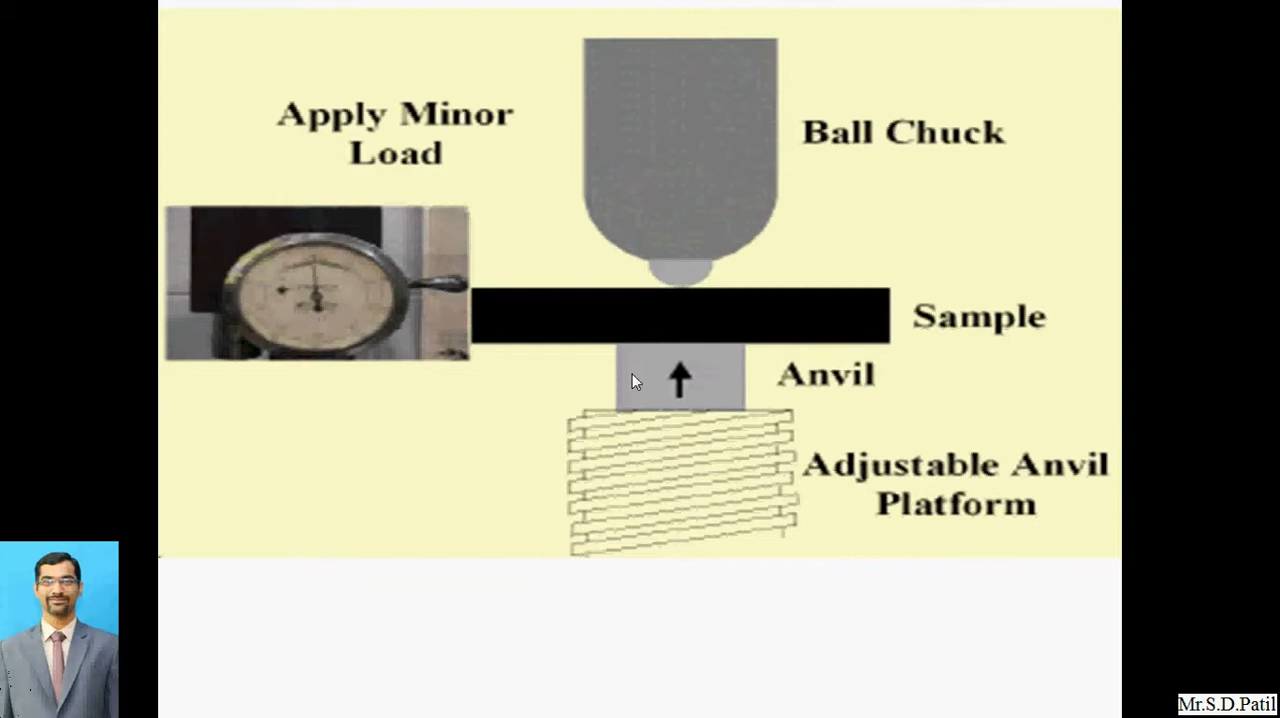 Apply Minor
Load
Ball Chuck
Sample
Anvil
Adjustable Anvil
Platform
Mr.S.D.Patil